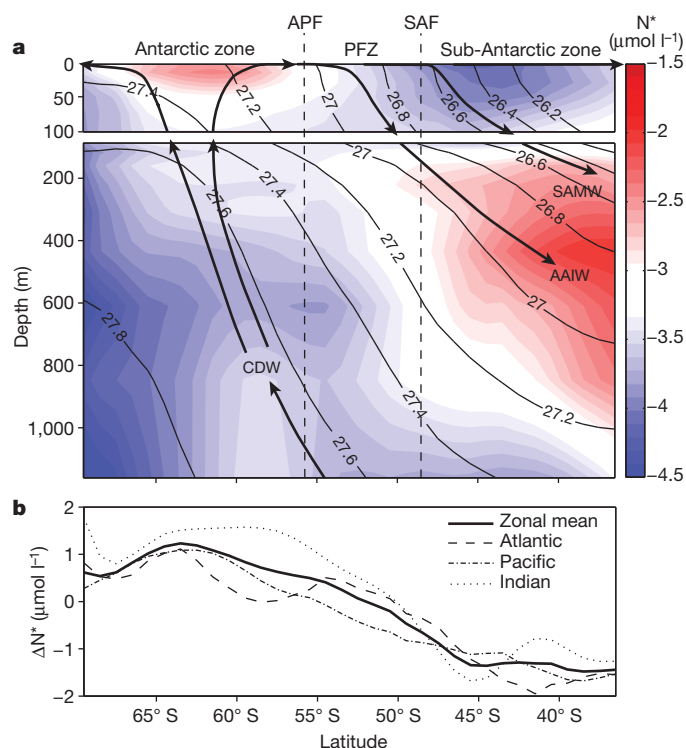 APF SAF N*
a Antarctic zone PFZ Sub-Antarctic zone (μmol l⁻¹)
0 -1.5
27.4 27.2 27 26.8 26.6 26.4 26.2
50
100 -2
26.6
200 27
SAMW
27.6 27.4 26.8 -2.5
400
27.2 AAIW
27
Depth (m) -3
600
27.8
-3.5
800 CDW
27.2
27.4 -4
1,000
27.6
-4.5
b
2
Zonal mean
Atlantic
1 Pacific
Indian
ΔN* (μmol l⁻¹)
0
-1
-2
65° S 60° S 55° S 50° S 45° S 40° S
Latitude